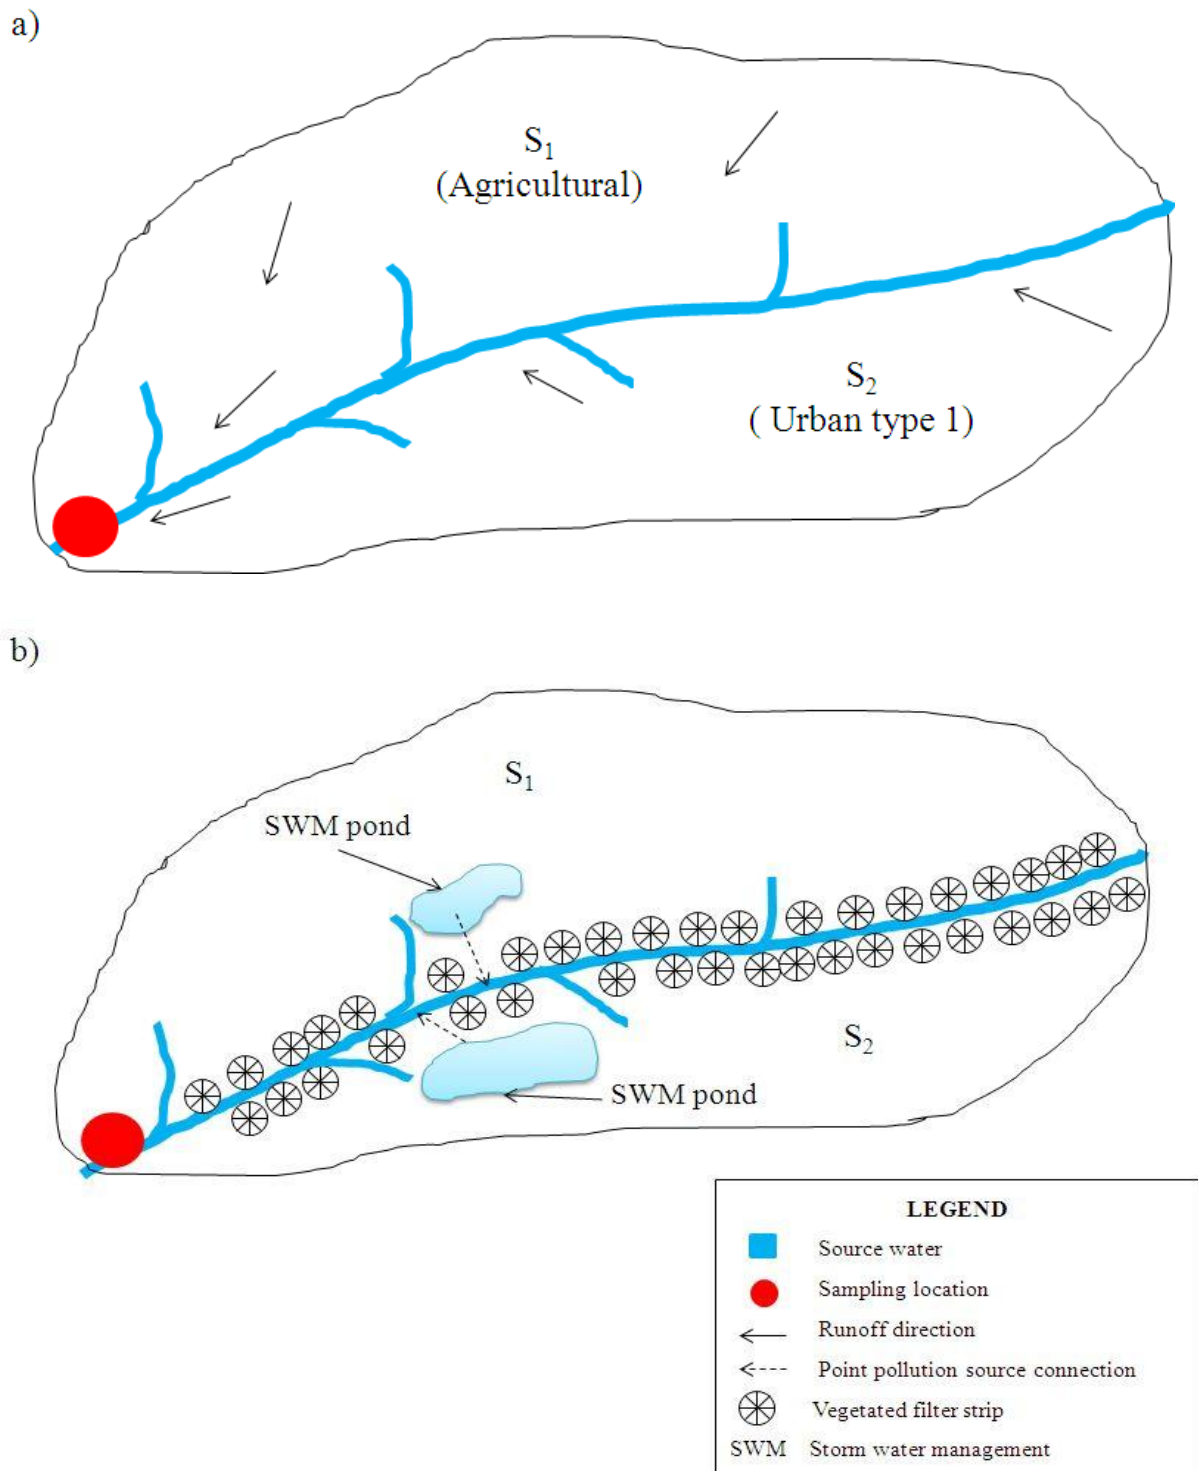 a)
S₁
(Agricultural)
S₂
( Urban type 1)
b)
S₁
SWM pond
S₂
SWM pond
LEGEND
Source water
Sampling location
Runoff direction
Point pollution source connection
Vegetated filter strip
SWM Storm water management